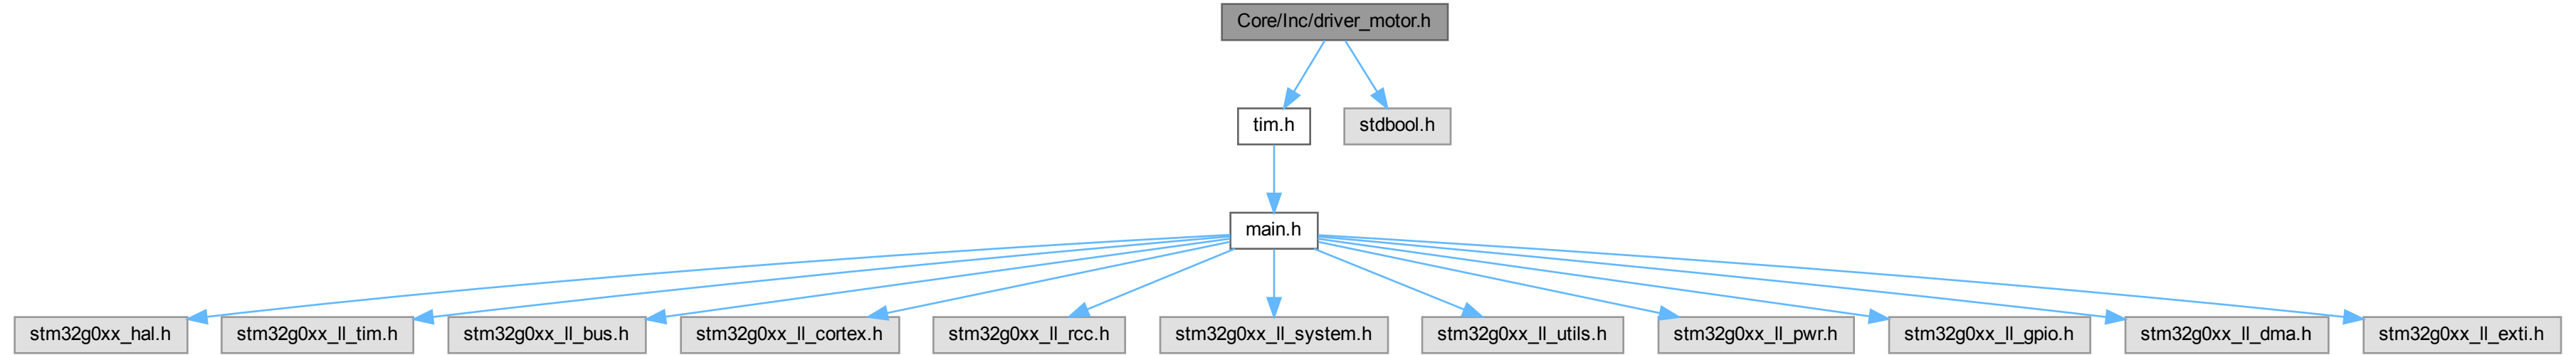 Core/Inc/driver_motor.h
tim.h
stdbool.h
main.h
stm32g0xx_hal.h
stm32g0xx_ll_tim.h
stm32g0xx_ll_bus.h
stm32g0xx_ll_cortex.h
stm32g0xx_ll_rcc.h
stm32g0xx_ll_system.h
stm32g0xx_ll_utils.h
stm32g0xx_ll_pwr.h
stm32g0xx_ll_gpio.h
stm32g0xx_ll_dma.h
stm32g0xx_ll_exti.h